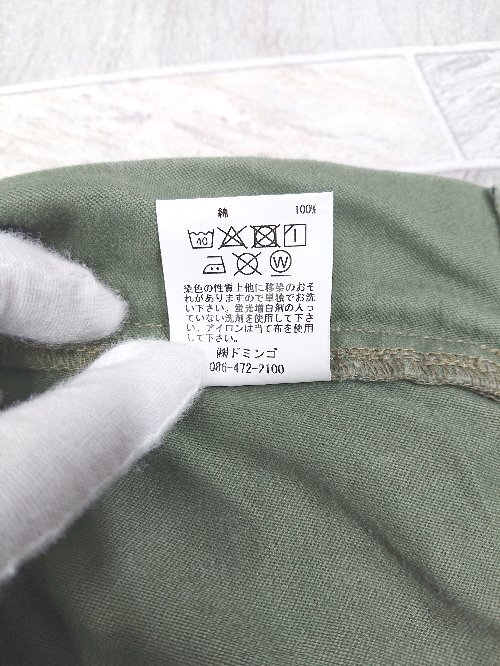 綿 100%
40
W
染色の性質上他に移染のおそ
れがありますので単独でお洗
い下さい。蛍光増白剤の入っ
ていない洗剤を使用して下さ
い。アイロンは当て布を使用
して下さい。
㈱ドミンゴ
086-472-2100